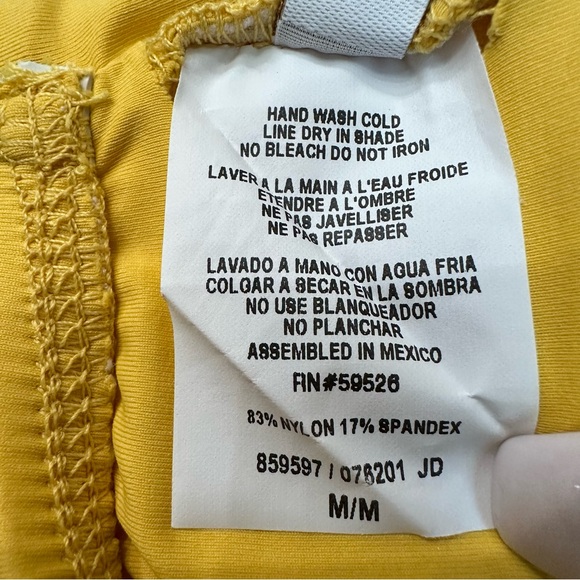 HAND WASH COLD
LINE DRY IN SHADE
NO BLEACH DO NOT IRON
LAVER A LA MAIN A L'EAU FROIDE
ETENDRE A L'OMBRE
NE PAS JAVELLISER
NE PAS REPASSER
LAVADO A MANO CON AGUA FRIA
COLGAR A SECAR EN LA SOMBRA
NO USE BLANQUEADOR
NO PLANCHAR
ASSEMBLED IN MEXICO
RN#59526
83% NYLON 17% SPANDEX
859597 / 076201 JD
M/M